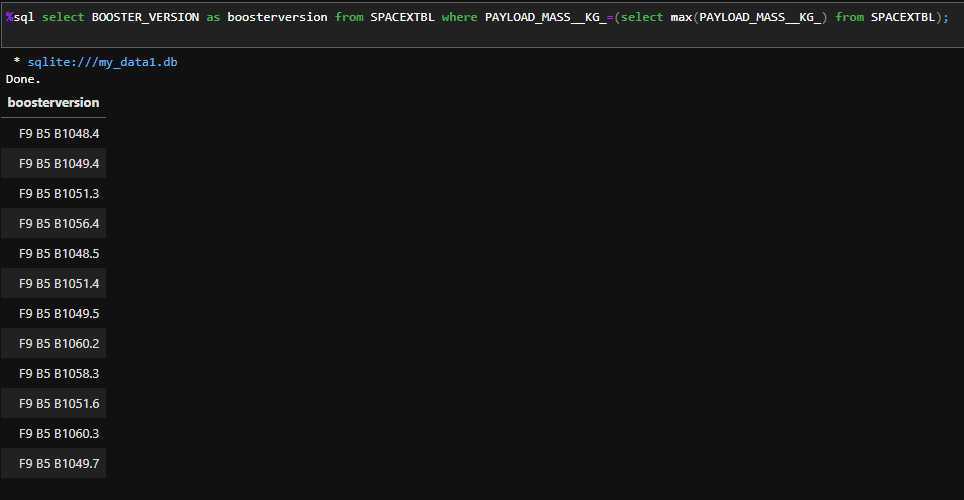 %sql select BOOSTER_VERSION as boosterversion from SPACEXTBL where PAYLOAD_MASS__KG_=(select max(PAYLOAD_MASS__KG_) from SPACEXTBL);
* sqlite:///my_data1.db
Done.
boosterversion
F9 B5 B1048.4
F9 B5 B1049.4
F9 B5 B1051.3
F9 B5 B1056.4
F9 B5 B1048.5
F9 B5 B1051.4
F9 B5 B1049.5
F9 B5 B1060.2
F9 B5 B1058.3
F9 B5 B1051.6
F9 B5 B1060.3
F9 B5 B1049.7